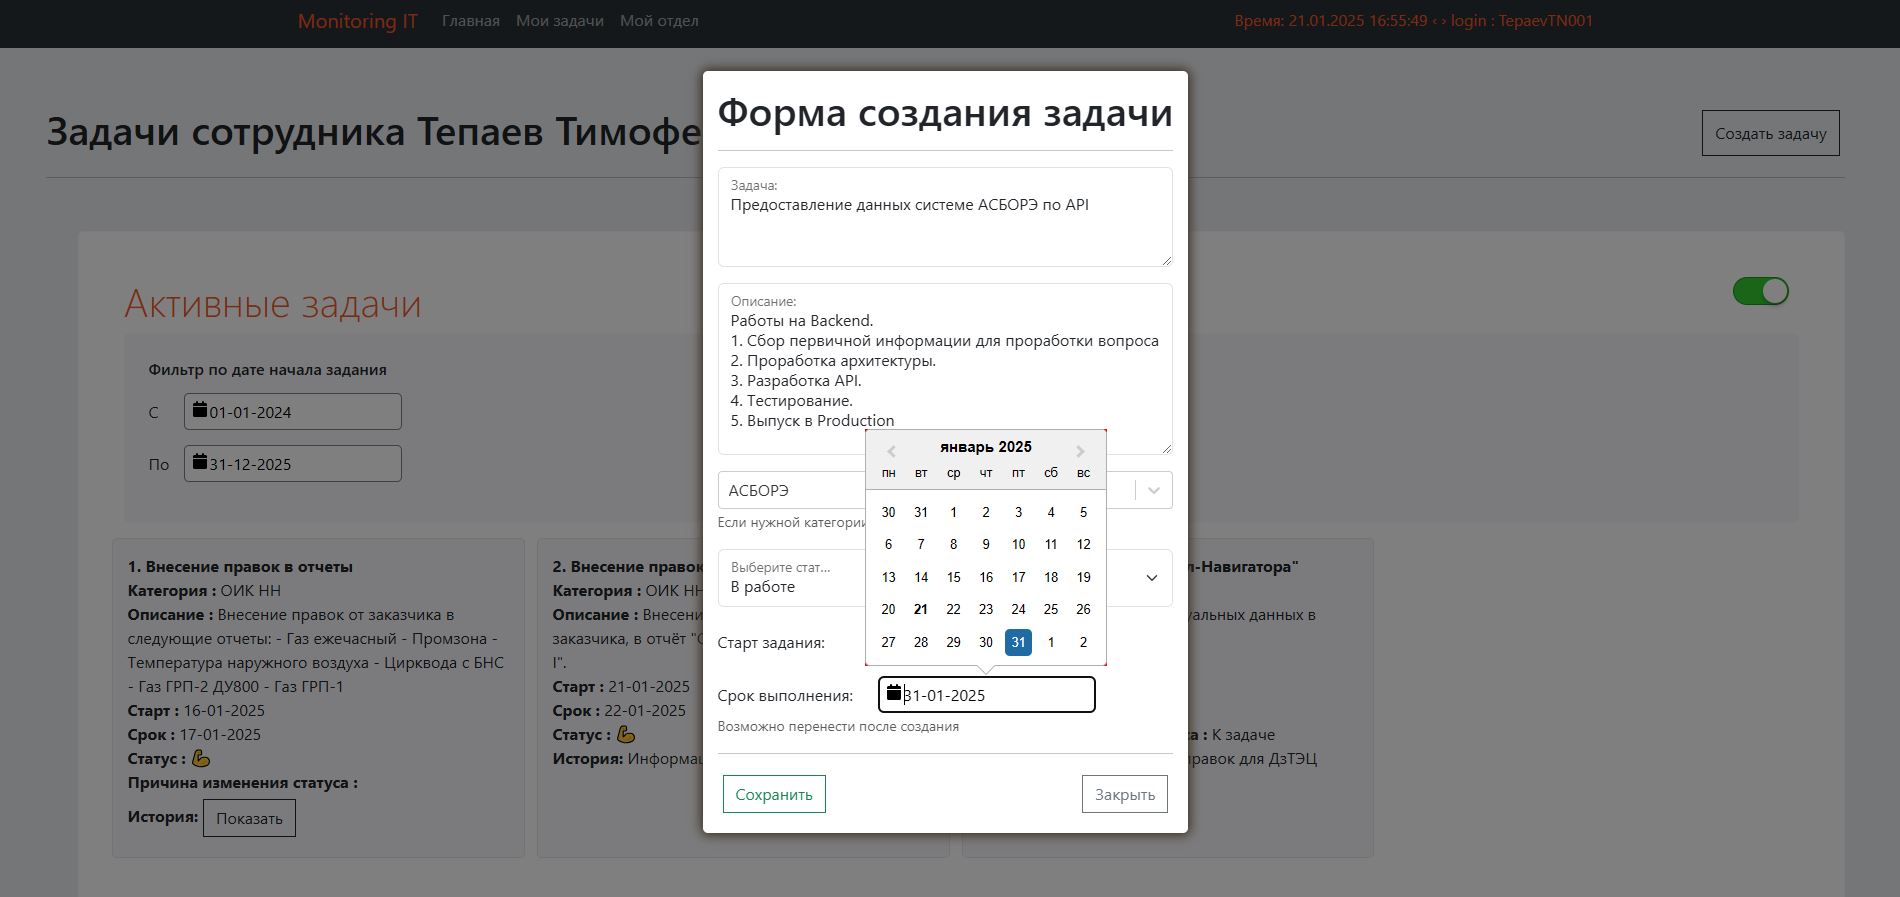 Monitoring IT Главная Мои задачи Мой отдел
Время: 21.01.2025 16:55:49 ‹ › login : TepaevTN001
Задачи сотрудника Тепаев Тимофе
Создать задачу
Активные задачи
Фильтр по дате начала задания
С 01-01-2024
По 31-12-2025
1. Внесение правок в отчеты
Категория : ОИК НН
Описание : Внесение правок от заказчика в
следующие отчеты: - Газ ежечасный - Промзона -
Температура наружного воздуха - Цирквода с БНС
- Газ ГРП-2 ДУ800 - Газ ГРП-1
Старт : 16-01-2025
Срок : 17-01-2025
Статус : 💪
Причина изменения статуса :
История: Показать
2. Внесение правок
Категория : ОИК НН
Описание : Внесени
заказчика, в отчёт "С
I".
Старт : 21-01-2025
Срок : 22-01-2025
Статус : 💪
История: Информац
л-Навигатора"
уальных данных в
а : К задаче
правок для ДзТЭЦ
Форма создания задачи
Задача:
Предоставление данных системе АСБОРЭ по API
Описание:
Работы на Backend.
1. Сбор первичной информации для проработки вопроса
2. Проработка архитектуры.
3. Разработка API.
4. Тестирование.
5. Выпуск в Production
АСБОРЭ
Если нужной категории
Выберите стат...
В работе
Старт задания:
январь 2025
пн вт ср чт пт сб вс
30 31 1 2 3 4 5
6 7 8 9 10 11 12
13 14 15 16 17 18 19
20 21 22 23 24 25 26
27 28 29 30 31 1 2
Срок выполнения: 31-01-2025
Возможно перенести после создания
Сохранить
Закрыть